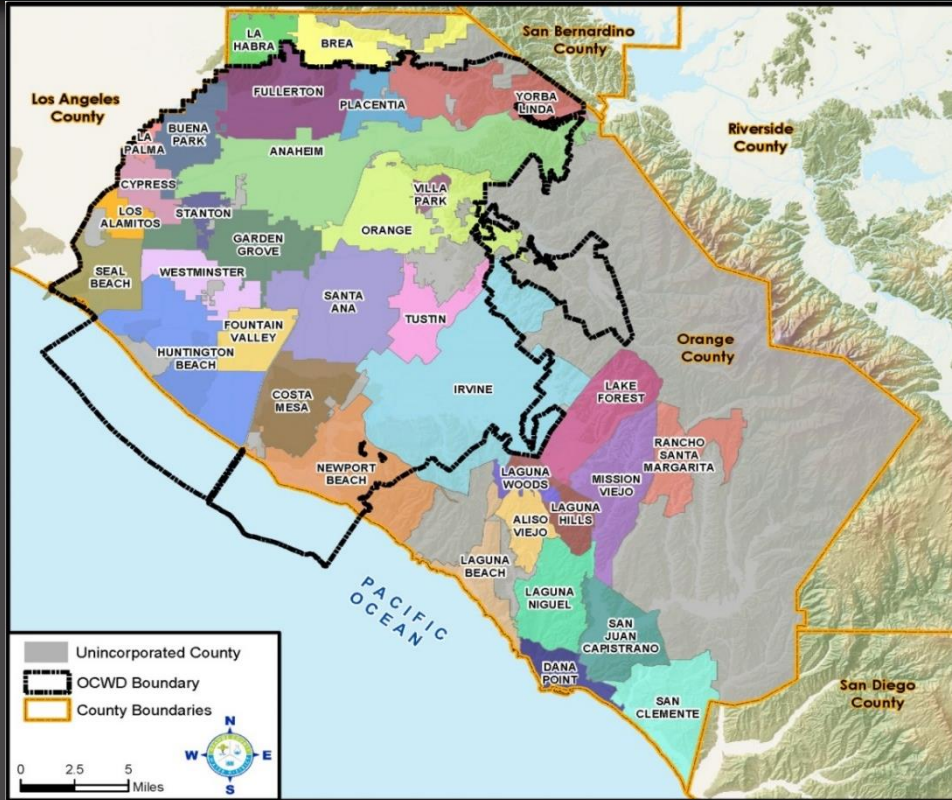 LA
HABRA
BREA
San Bernardino
County
Los Angeles
County
FULLERTON
PLACENTIA
YORBA
LINDA
Riverside
County
LA
PALMA
BUENA
PARK
ANAHEIM
CYPRESS
VILLA
PARK
LOS
ALAMITOS
STANTON
ORANGE
GARDEN
GROVE
SEAL
BEACH
WESTMINSTER
SANTA
ANA
TUSTIN
FOUNTAIN
VALLEY
HUNTINGTON
BEACH
Orange
County
COSTA
MESA
IRVINE
LAKE
FOREST
RANCHO
SANTA
MARGARITA
NEWPORT
BEACH
LAGUNA
WOODS
MISSION
VIEJO
LAGUNA
HILLS
ALISO
VIEJO
LAGUNA
BEACH
LAGUNA
NIGUEL
PACIFIC
OCEAN
SAN
JUAN
CAPISTRANO
DANA
POINT
SAN
CLEMENTE
San Diego
County
Unincorporated County
OCWD Boundary
County Boundaries
N
W
E
S
0 2.5 5
Miles